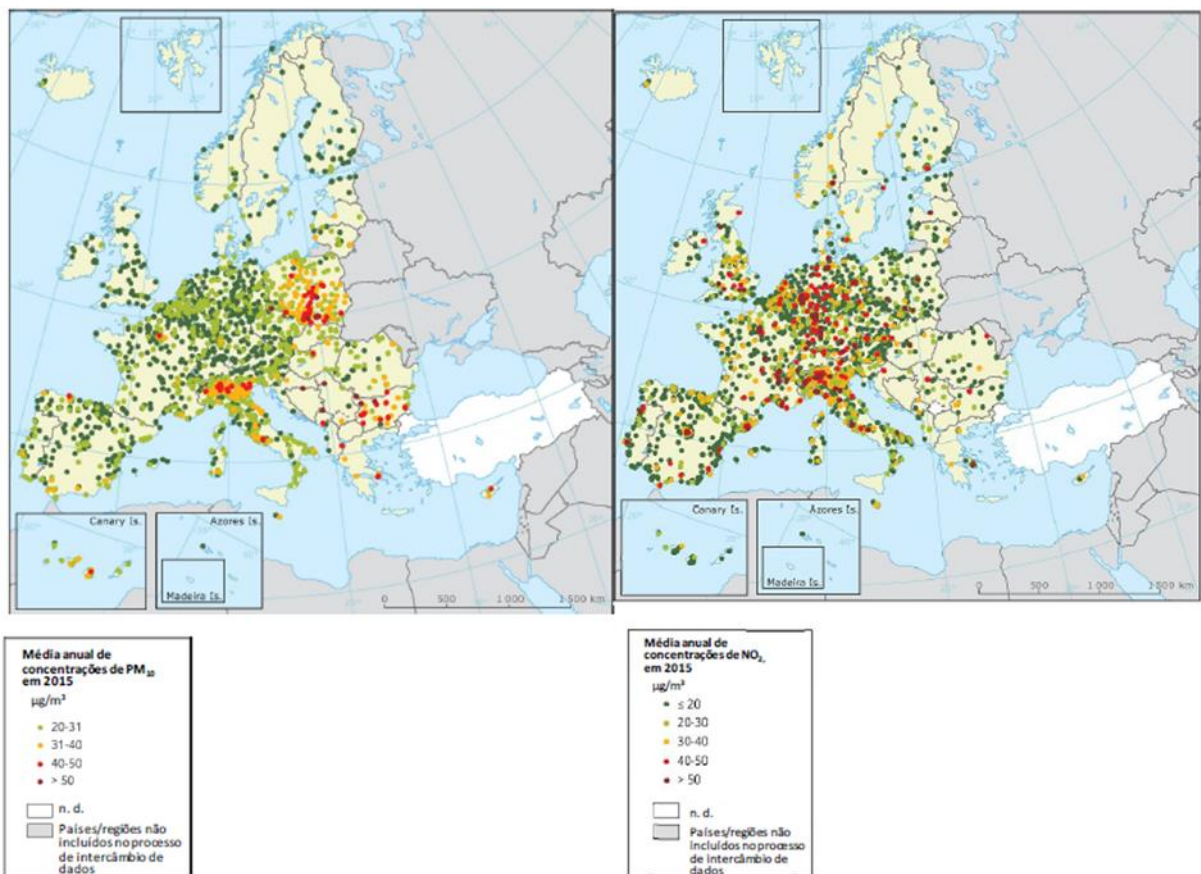 Canary Is.
Azores Is.
Madeira Is.
0 500 1 000 1 500 km
Canary Is.
Azores Is.
Madeira Is.
0 500 1 000 1 500 km
Média anual de
concentrações de PM₁₀
em 2015
µg/m³
20-31
31-40
40-50
> 50
n. d.
Países/regiões não
incluídos no processo
de intercâmbio de
dados
Média anual de
concentrações de NO₂,
em 2015
µg/m³
≤ 20
20-30
30-40
40-50
> 50
n. d.
Países/regiões não
incluídos no processo
de intercâmbio de
dados